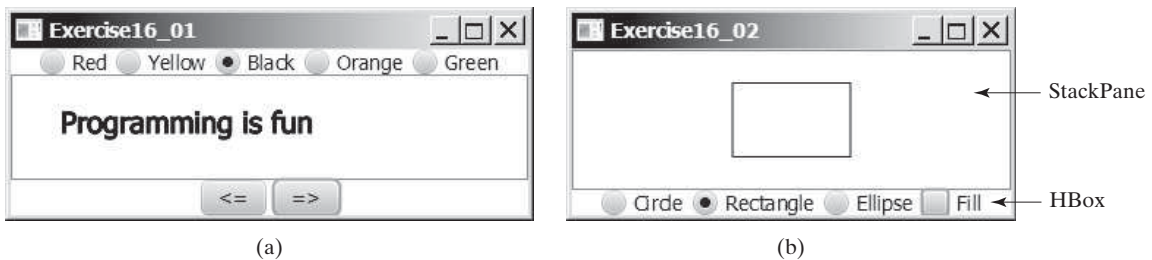 Exercise16_01
Red Yellow Black Orange Green
Programming is fun
<= =>
(a)
Exercise16_02
StackPane
Circle Rectangle Ellipse Fill
HBox
(b)